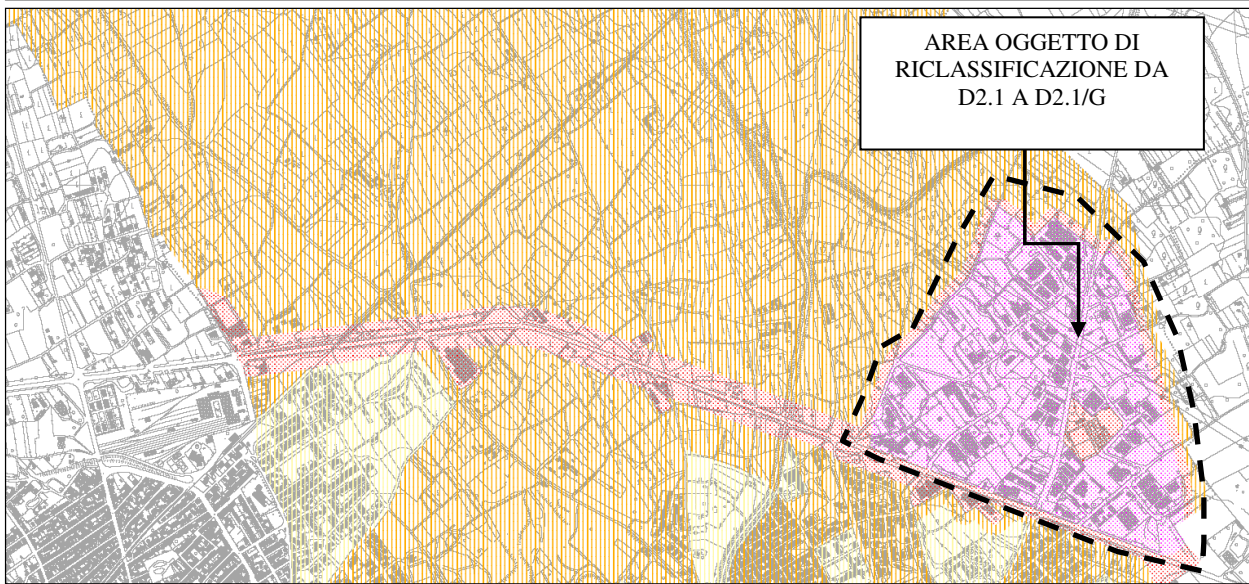 AREA OGGETTO DI
RICLASSIFICAZIONE DA
D2.1 A D2.1/G